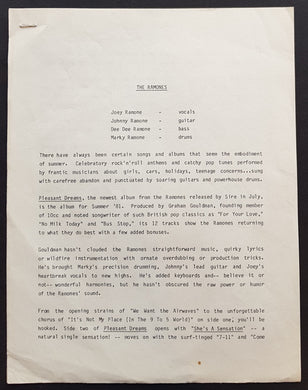 THE RAMONES
Joey Ramone - vocals
Johnny Ramone - guitar
Dee Dee Ramone - bass
Marky Ramone - drums
There have always been certain songs and albums that seem the embodiment
of summer. Celebratory rock'n'roll anthems and catchy pop tunes performed
by frantic musicians about girls, cars, holidays, teenage concerns...sung
with carefree abandon and punctuated by soaring guitars and powerhouse drums.
Pleasant Dreams, the newest album from the Ramones released by Sire in July,
is the album for Summer '81. Produced by Graham Gouldman, founding member
of 10cc and noted songwriter of such British pop classics as "For Your Love,"
"No Milk Today" and "Bus Stop," its 12 tracks show the Ramones returning
to what they do best with a few added bonuses.
Gouldman hasn't clouded the Ramones straightforward music, quirky lyrics
or wildfire instrumentation with ornate overdubbing or production tricks.
He's brought Marky's precision drumming, Johnny's lead guitar and Joey's
heartbreak vocals to new highs. He's added keyboards and-- believe it or
not-- wonderful harmonies, but he hasn't obscured the raw power or humor
of the Ramones' sound.
From the opening strains of "We Want the Airwaves" to the unforgettable
chorus of "It's Not My Place (In The 9 To 5 World)" on side one, you'll be
hooked. Side two of Pleasant Dreams opens with "She's A Sensation" -- a
natural single sensation! -- moves on with the surf-tinged "7-11" and "Come